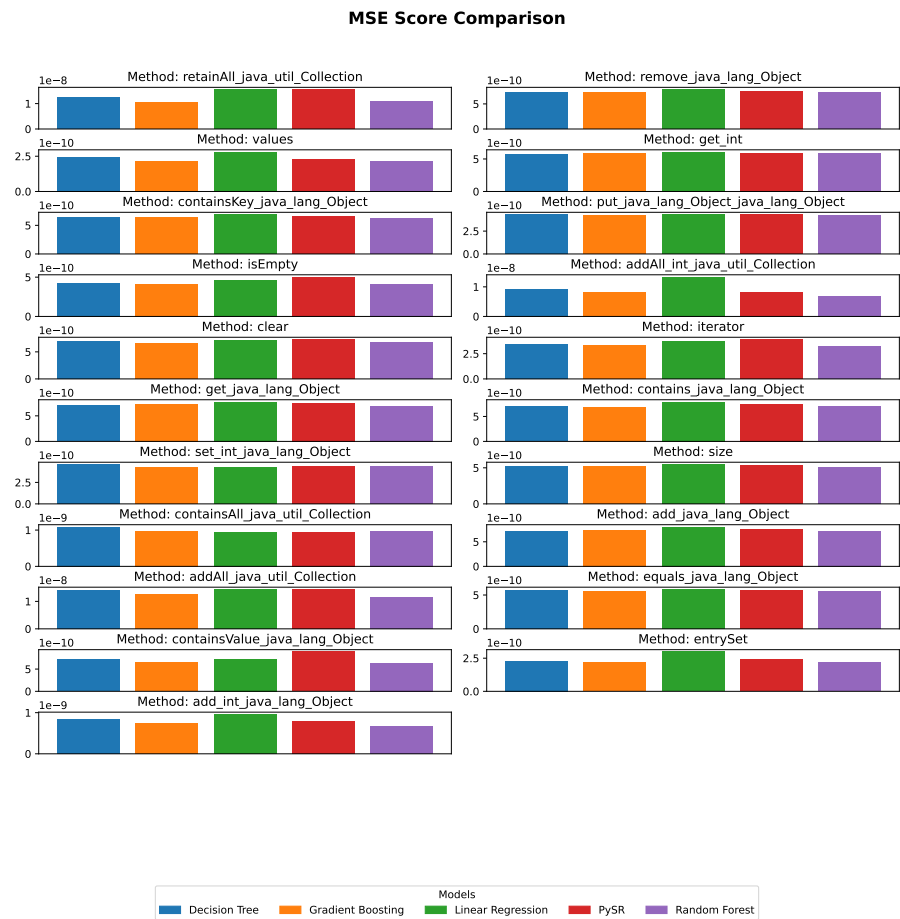 MSE Score Comparison
1e−8
Method: retainAll_java_util_Collection
1
0
1e−10
Method: remove_java_lang_Object
5
0
1e−10
Method: values
2.5
0.0
1e−10
Method: get_int
5
0
1e−10
Method: containsKey_java_lang_Object
5
0
1e−10
Method: put_java_lang_Object_java_lang_Object
2.5
0.0
1e−10
Method: isEmpty
5
0
1e−8
Method: addAll_int_java_util_Collection
1
0
1e−10
Method: clear
5
0
1e−10
Method: iterator
2.5
0.0
1e−10
Method: get_java_lang_Object
5
0
1e−10
Method: contains_java_lang_Object
5
0
1e−10
Method: set_int_java_lang_Object
2.5
0.0
1e−10
Method: size
5
0
1e−9
Method: containsAll_java_util_Collection
1
0
1e−10
Method: add_java_lang_Object
5
0
1e−8
Method: addAll_java_util_Collection
1
0
1e−10
Method: equals_java_lang_Object
5
0
1e−10
Method: containsValue_java_lang_Object
5
0
1e−10
Method: entrySet
2.5
0.0
1e−9
Method: add_int_java_lang_Object
1
0
Models
Decision Tree Gradient Boosting Linear Regression PySR Random Forest